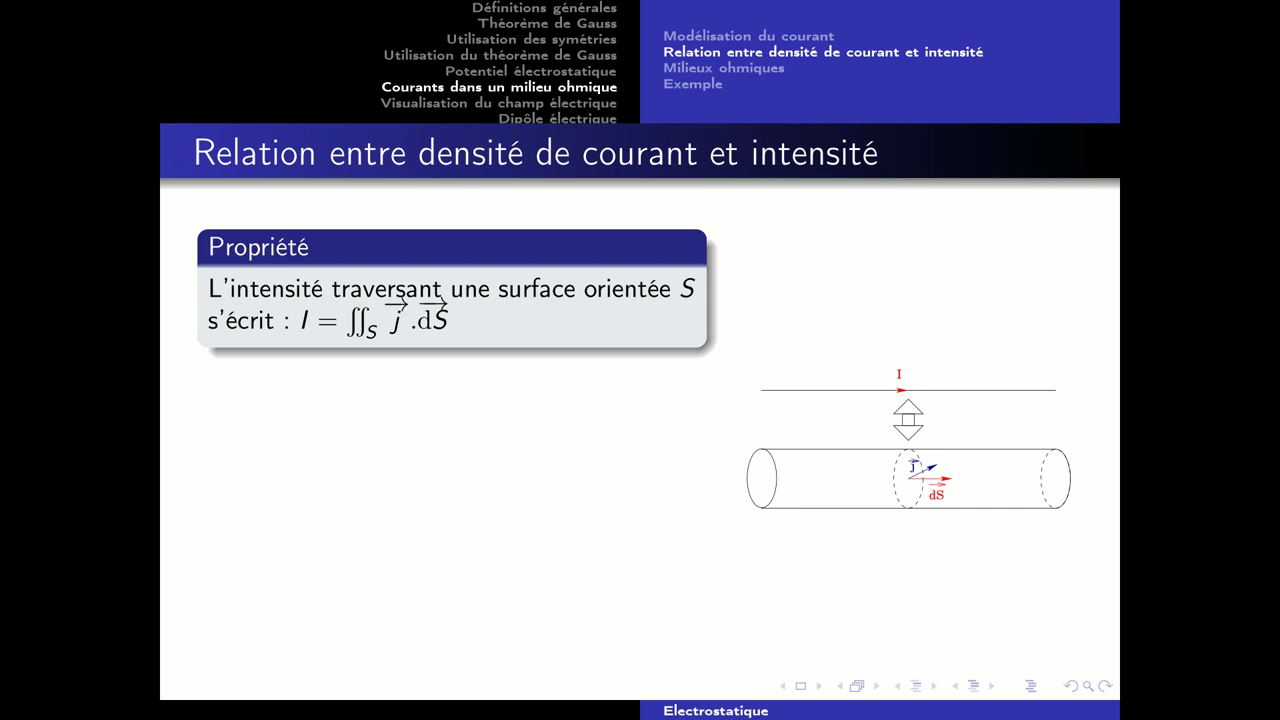 Définitions générales
Théorème de Gauss
Utilisation des symétries
Utilisation du théorème de Gauss
Potentiel électrostatique
Courants dans un milieu ohmique
Visualisation du champ électrique
Dipôle électrique
Modélisation du courant
Relation entre densité de courant et intensité
Milieux ohmiques
Exemple
Relation entre densité de courant et intensité
Propriété
L'intensité traversant une surface orientée S
s'écrit : I = ∬_S j⃗ .dS⃗
I
j⃗
dS⃗
Electrostatique